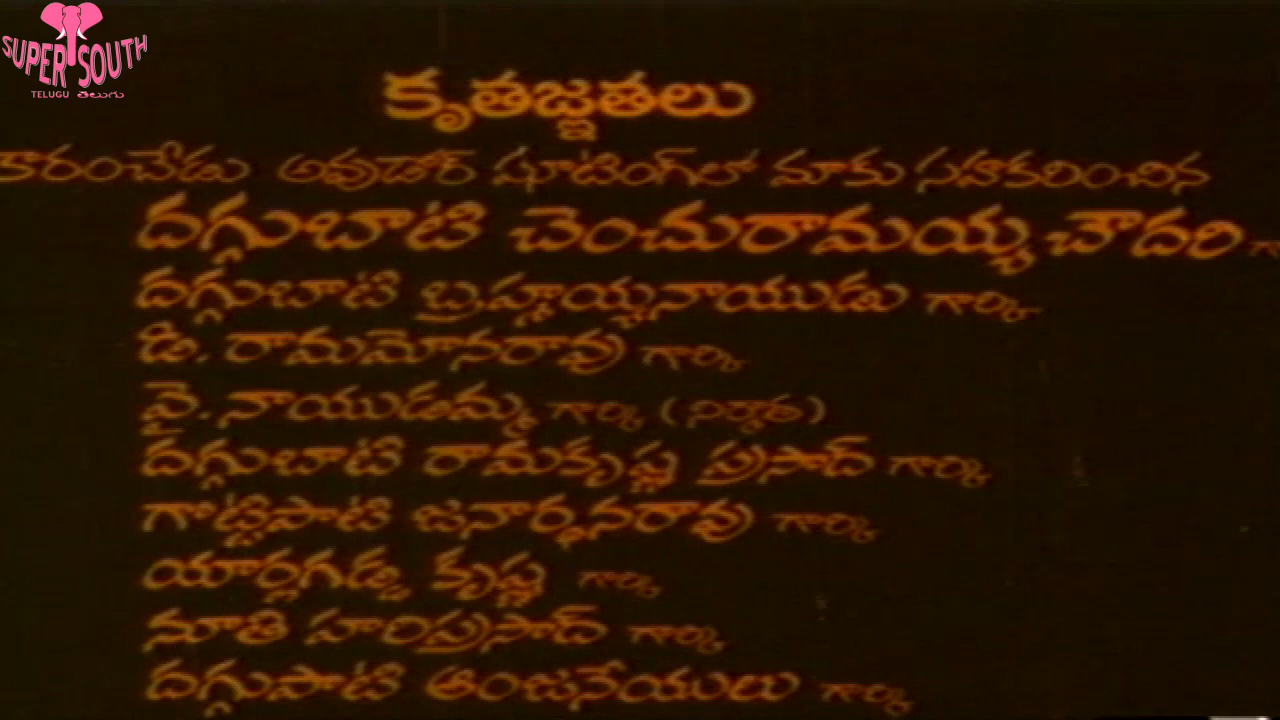 SUPER SOUTH
TELUGU తెలుగు
కృతజ్ఞతలు
కారంచేడు అవుడోర్ షూటింగ్‌లో మాకు సహకరించిన
దగ్గుబాటి చెంచురామయ్య చౌదరి
దగ్గుబాటి బ్రహ్మయ్యనాయుడు గార్కి
డి. రామమోహనరావు గార్కి
వై. నాయుడమ్మ గార్కి (నిర్మాత)
దగ్గుబాటి రామకృష్ణ ప్రసాద్ గార్కి
గొట్టిపాటి జనార్ధనరావు గార్కి
యార్లగడ్డ కృష్ణ గార్కి
నూతి హరిప్రసాద్ గార్కి
దగ్గుపాటి ఆంజనేయులు గార్కి